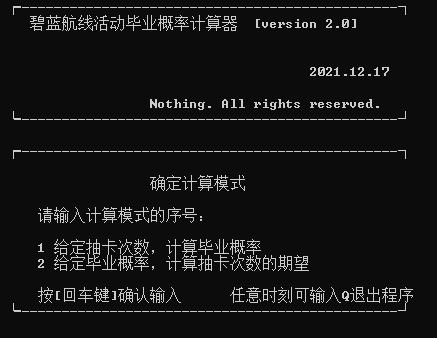 碧蓝航线活动毕业概率计算器 [version 2.0]
2021.12.17
Nothing. All rights reserved.
确定计算模式
请输入计算模式的序号:
1 给定抽卡次数, 计算毕业概率
2 给定毕业概率, 计算抽卡次数的期望
按[回车键]确认输入 任意时刻可输入Q退出程序